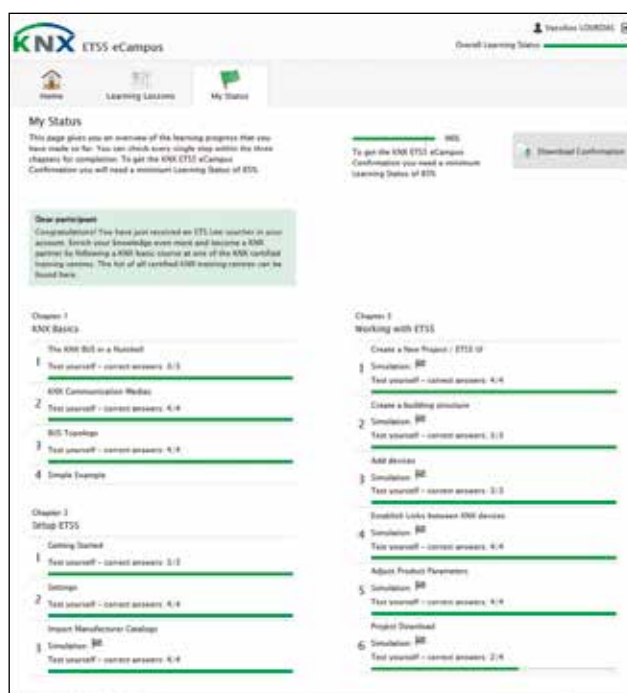 KNX ETS5 eCampus
LOURDAS
Overall Learning Status
Home
Learning Lessons
My Status
My Status
This page gives you an overview of the learning progress that you
have made so far. You can check every single step within the three
chapters for completion. To get the KNX ETS5 eCampus
Confirmation you will need a minimum Learning Status of 85%.
To get the KNX ETS5 eCampus
Confirmation you need a minimum
Learning Status of 85%
Download Confirmation
Dear participant
Congratulations! You have just received an ETS Lite voucher in your
account. Enrich your knowledge even more and become a KNX
partner by following a KNX basic course at one of the KNX certified
training centres. The list of all certified KNX training centres can be
found here.
Chapter 1
KNX Basics
1 The KNX BUS in a Nutshell
Test yourself - correct answers: 3/3
2 KNX Communication Medias
Test yourself - correct answers: 4/4
3 BUS Topology
Test yourself - correct answers: 4/4
4 Simple Example
Chapter 2
Setup ETS5
1 Getting Started
Test yourself - correct answers: 3/3
2 Settings
Test yourself - correct answers: 4/4
3 Import Manufacturer Catalogs
Simulation:
Test yourself - correct answers: 4/4
Chapter 3
Working with ETS5
1 Create a New Project / ETS5 UI
Simulation:
Test yourself - correct answers: 4/4
2 Create a building structure
Simulation:
Test yourself - correct answers: 3/3
3 Add devices
Simulation:
Test yourself - correct answers: 3/3
4 Establish Links between KNX devices
Simulation:
Test yourself - correct answers: 4/4
5 Adjust Product Parameters
Simulation:
Test yourself - correct answers: 4/4
6 Project Download
Simulation:
Test yourself - correct answers: 2/4